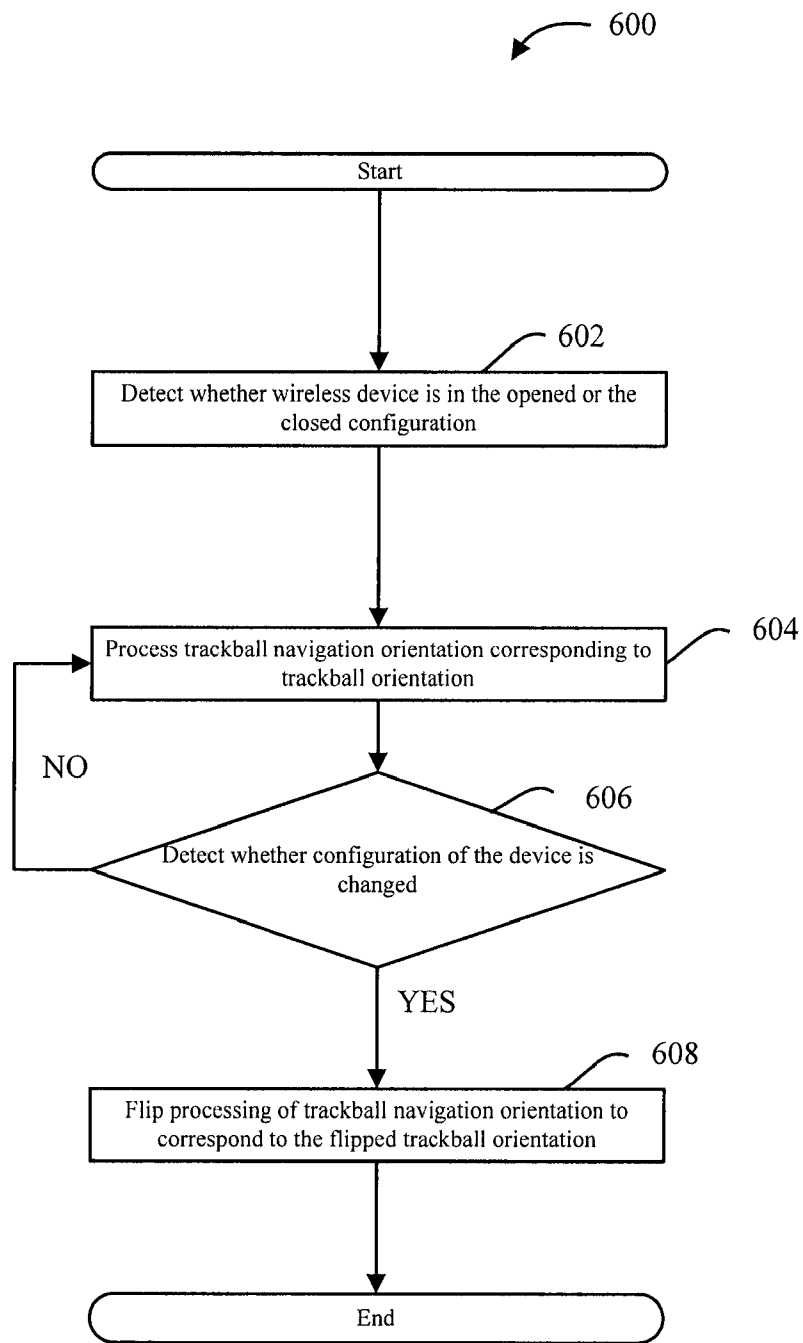 600
Start
602
Detect whether wireless device is in the opened or the
closed configuration
604
Process trackball navigation orientation corresponding to
trackball orientation
NO
606
Detect whether configuration of the device is
changed
YES
608
Flip processing of trackball navigation orientation to
correspond to the flipped trackball orientation
End